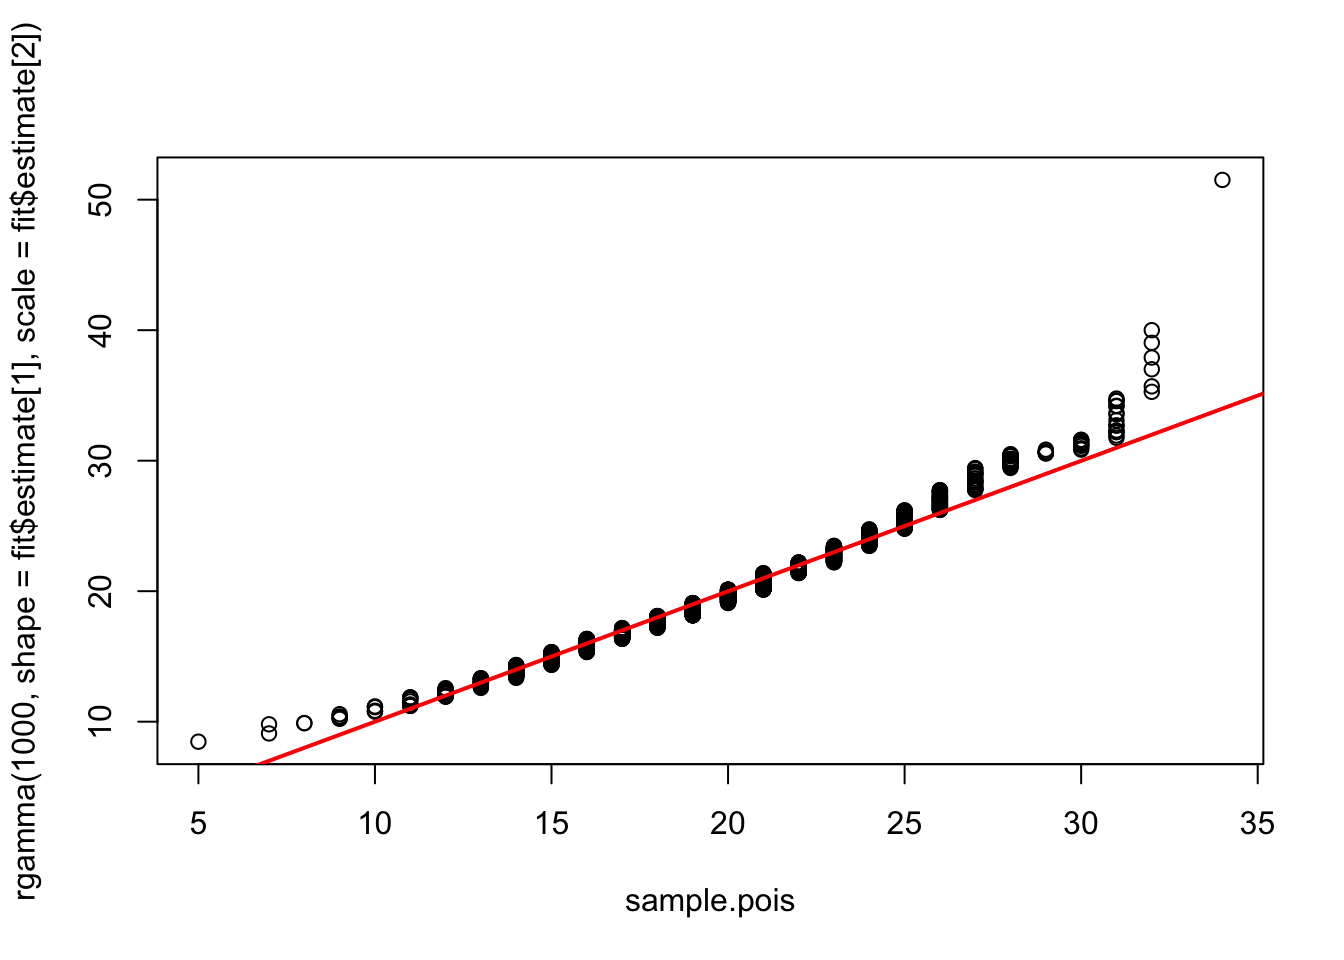 rgamma(1000, shape = fit$estimate[1], scale = fit$estimate[2])
50
40
30
20
10
5 10 15 20 25 30 35
sample.pois